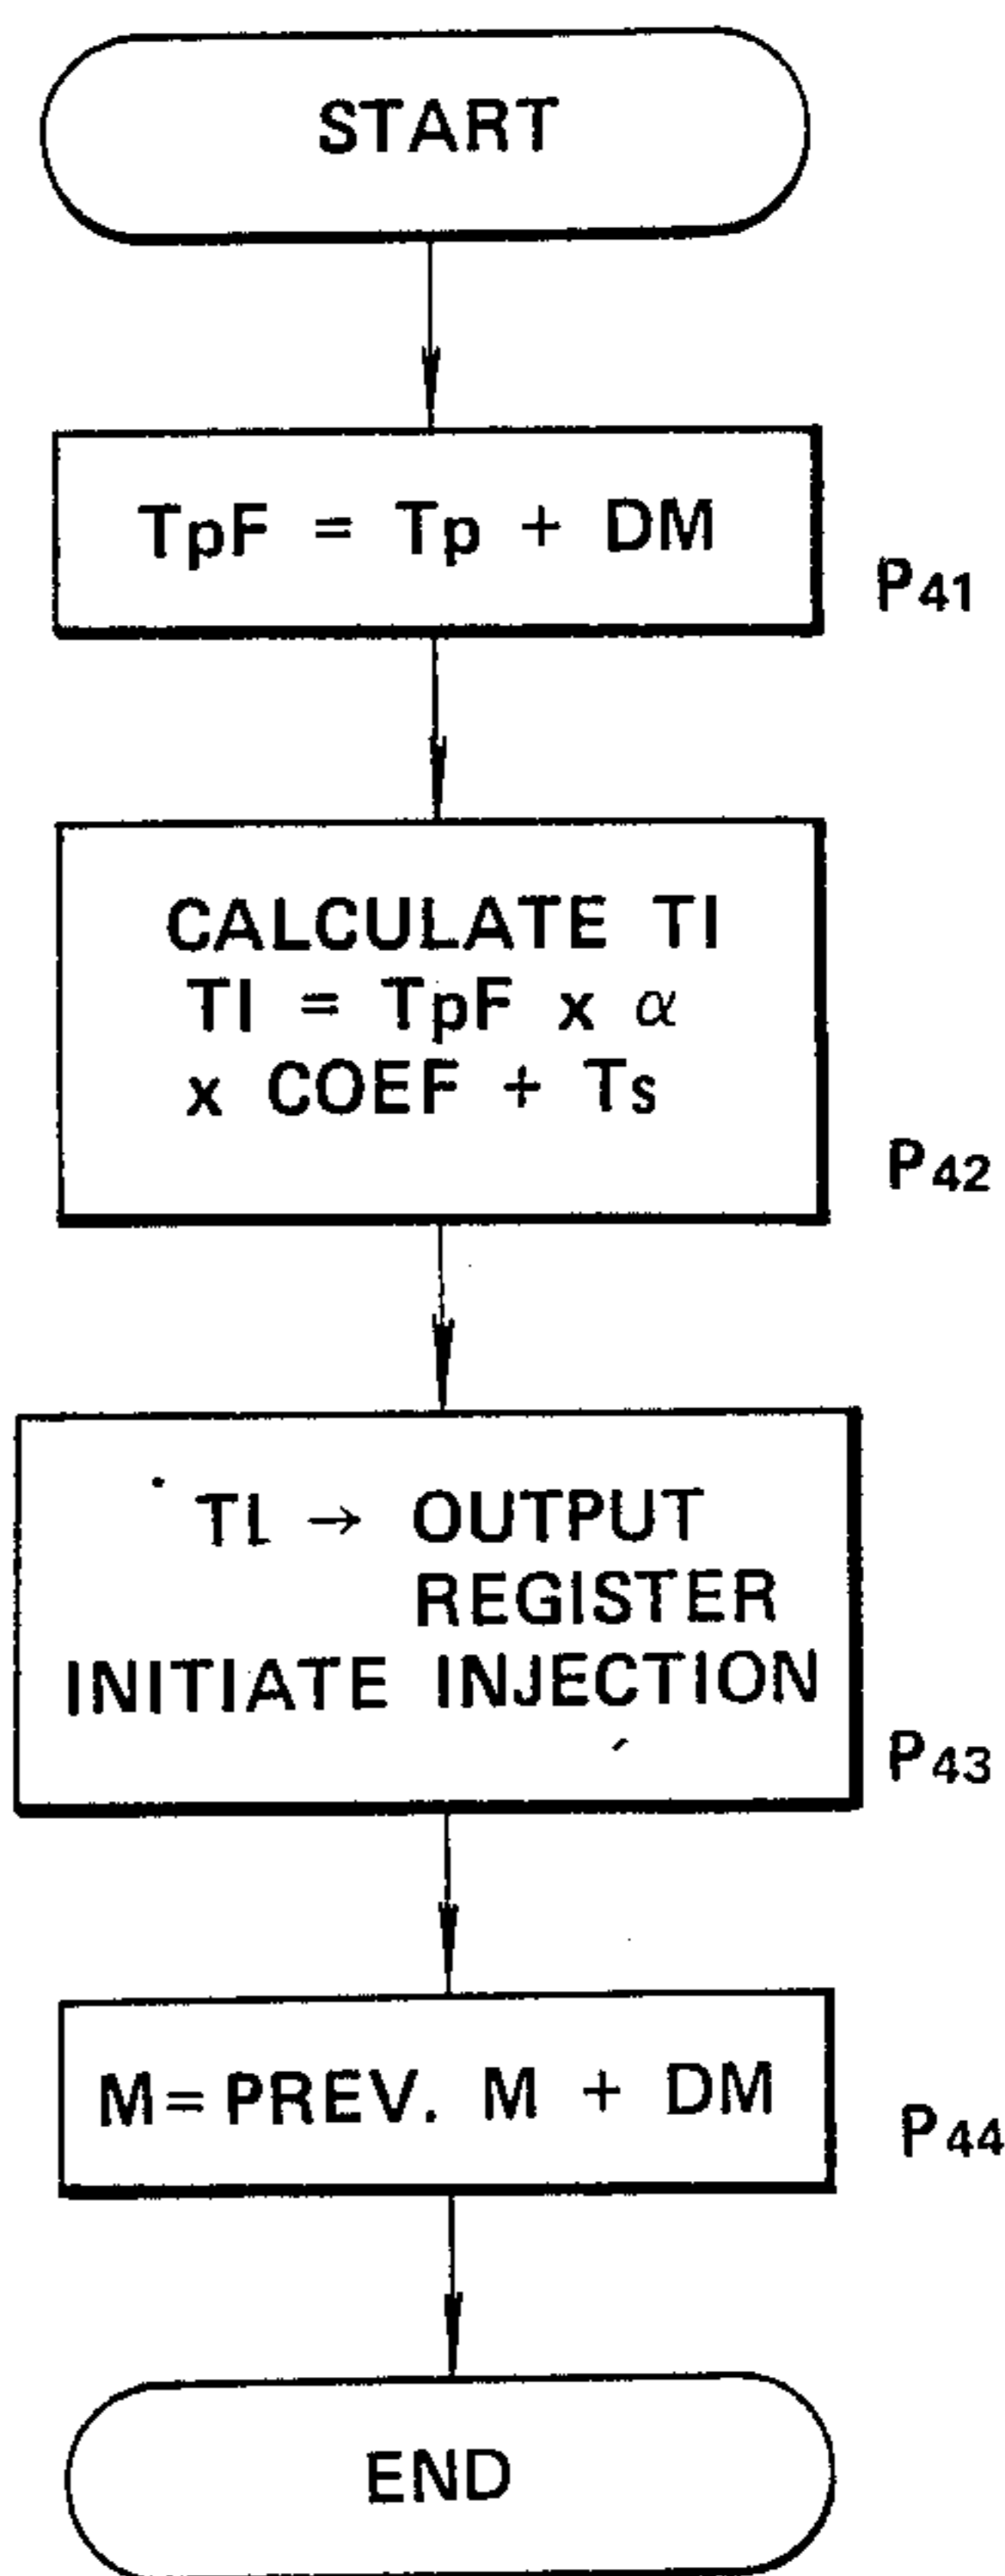 START
TpF = Tp + DM
P41
CALCULATE TI
TI = TpF x α
x COEF + Ts
P42
TI → OUTPUT
REGISTER
INITIATE INJECTION
P43
M = PREV. M + DM
P44
END